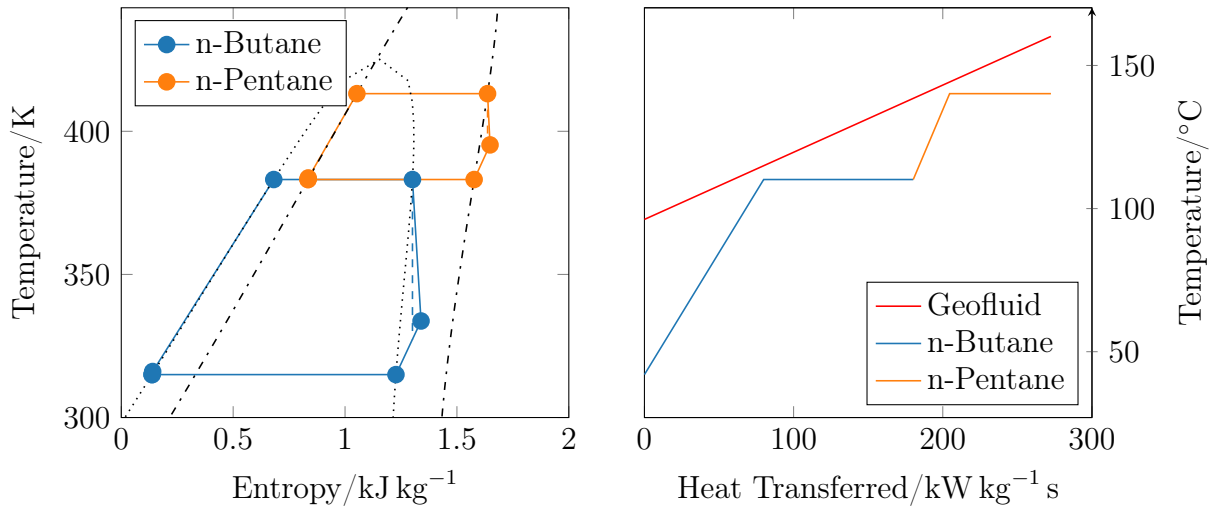 n-Butane
n-Pentane
400
350
300
0
0.5
1
1.5
2
Entropy/kJ kg⁻¹
Temperature/K
Geofluid
n-Butane
n-Pentane
0
100
200
300
Heat Transferred/kW kg⁻¹ s
150
100
50
Temperature/°C